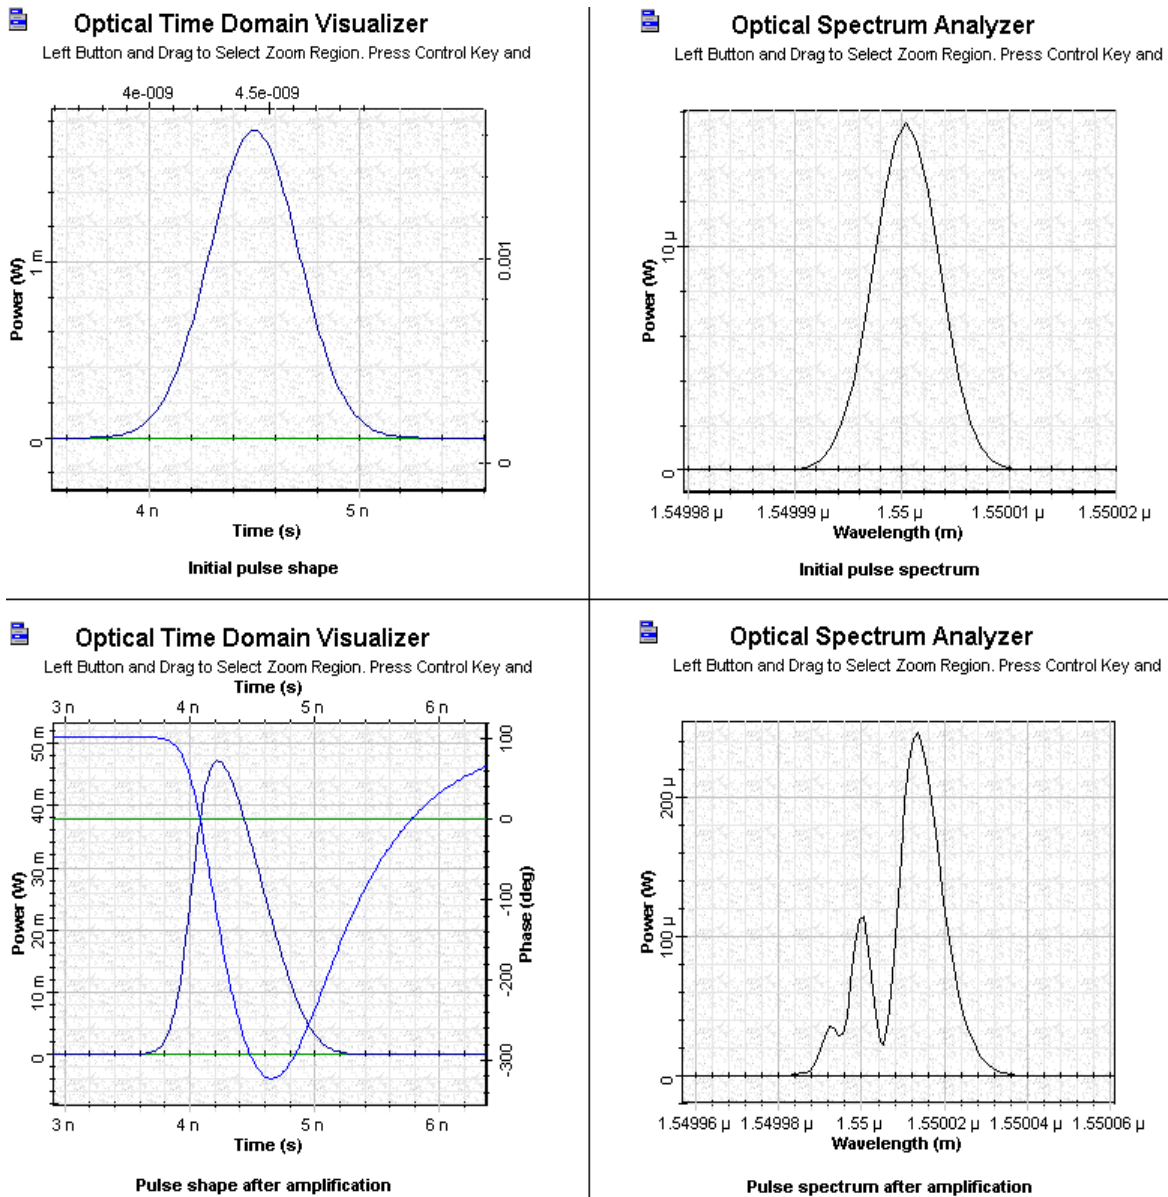 Optical Time Domain Visualizer
Left Button and Drag to Select Zoom Region. Press Control Key and
4e-009 4.5e-009
Power (W)
1 m
0
0.001
0
4 n 5 n
Time (s)
Initial pulse shape
Optical Spectrum Analyzer
Left Button and Drag to Select Zoom Region. Press Control Key and
Power (W)
10 µ
0
1.54998 µ 1.54999 µ 1.55 µ 1.55001 µ 1.55002 µ
Wavelength (m)
Initial pulse spectrum
Optical Time Domain Visualizer
Left Button and Drag to Select Zoom Region. Press Control Key and
Time (s)
3 n 4 n 5 n 6 n
Power (W)
50 m
40 m
30 m
20 m
10 m
0
Phase (deg)
100
0
-100
-200
-300
3 n 4 n 5 n 6 n
Time (s)
Pulse shape after amplification
Optical Spectrum Analyzer
Left Button and Drag to Select Zoom Region. Press Control Key and
Power (W)
200 µ
100 µ
0
1.54996 µ 1.54998 µ 1.55 µ 1.55002 µ 1.55004 µ 1.55006 µ
Wavelength (m)
Pulse spectrum after amplification